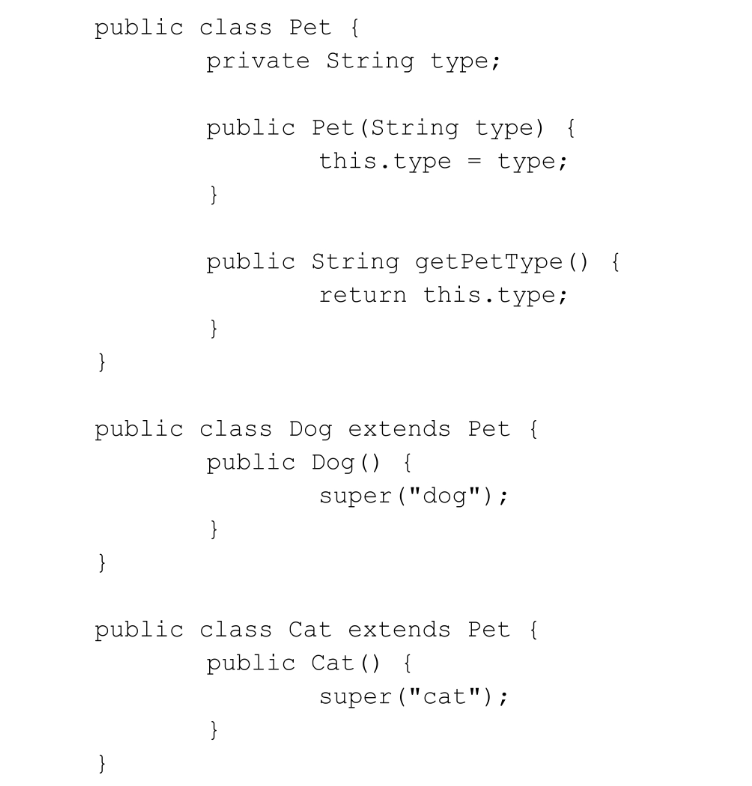 public class Pet {
        private String type;

        public Pet(String type) {
                this.type = type;
        }

        public String getPetType() {
                return this.type;
        }
}

public class Dog extends Pet {
        public Dog() {
                super("dog");
        }
}

public class Cat extends Pet {
        public Cat() {
                super("cat");
        }
}